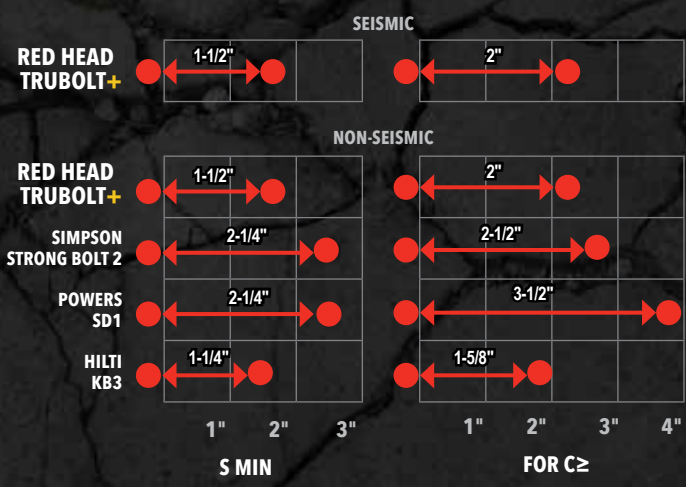 SEISMIC
RED HEAD
TRUBOLT+
1-1/2"
2"
NON-SEISMIC
RED HEAD
TRUBOLT+
1-1/2"
2"
SIMPSON
STRONG BOLT 2
2-1/4"
2-1/2"
POWERS
SD1
2-1/4"
3-1/2"
HILTI
KB3
1-1/4"
1-5/8"
1" 2" 3" 1" 2" 3" 4"
S MIN FOR C≥